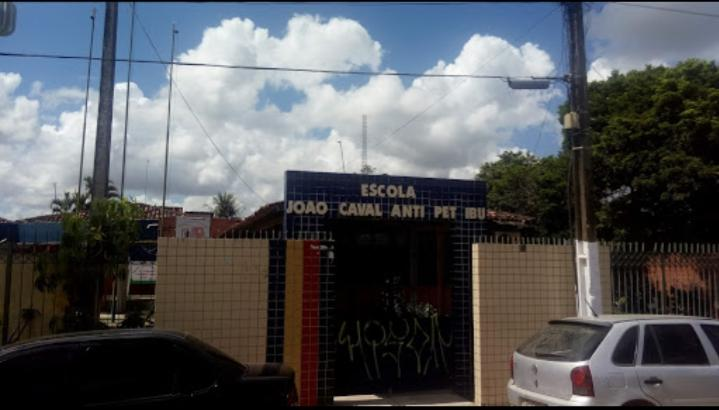 ESCOLA
JOAO CAVAL ANTI PET IBU